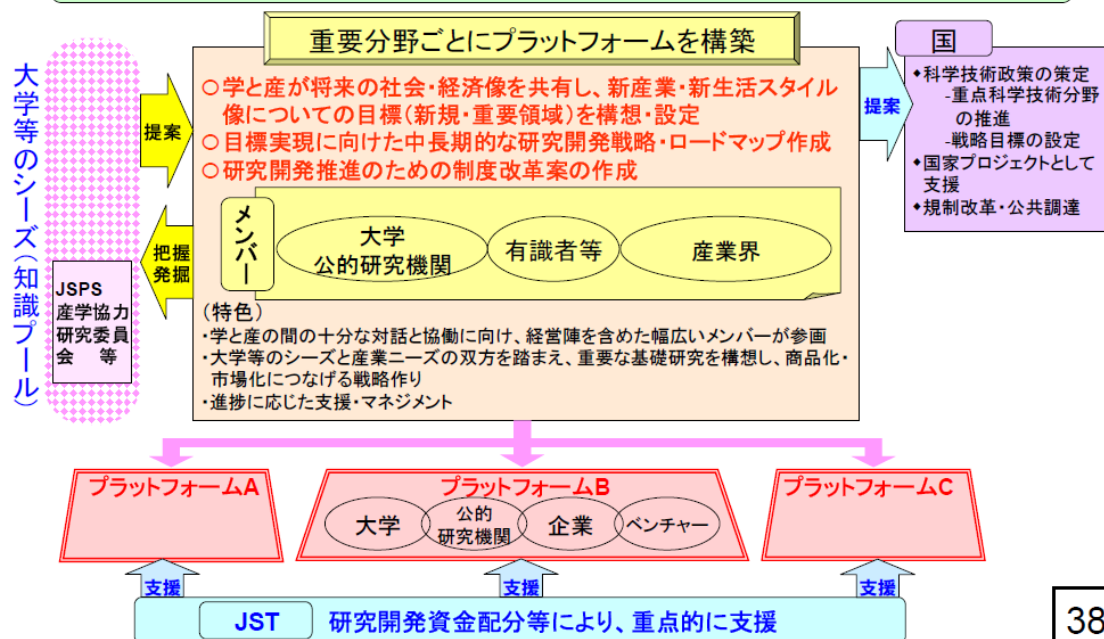 重要分野ごとにプラットフォームを構築
大学等のシーズ(知識プール)
提案
把握
発掘
JSPS
産学協力
研究委員
会 等
○学と産が将来の社会・経済像を共有し、新産業・新生活スタイル
像についての目標(新規・重要領域)を構想・設定
○目標実現に向けた中長期的な研究開発戦略・ロードマップ作成
○研究開発推進のための制度改革案の作成
メンバー
大学
公的研究機関
有識者等
産業界
(特色)
・学と産の間の十分な対話と協働に向け、経営陣を含めた幅広いメンバーが参画
・大学等のシーズと産業ニーズの双方を踏まえ、重要な基礎研究を構想し、商品化・
市場化につなげる戦略作り
・進捗に応じた支援・マネジメント
提案
国
◆科学技術政策の策定
-重点科学技術分野
の推進
-戦略目標の設定
◆国家プロジェクトとして
支援
◆規制改革・公共調達
プラットフォームA
プラットフォームB
大学
公的
研究機関
企業
ベンチャー
プラットフォームC
支援
支援
支援
JST 研究開発資金配分等により、重点的に支援
38